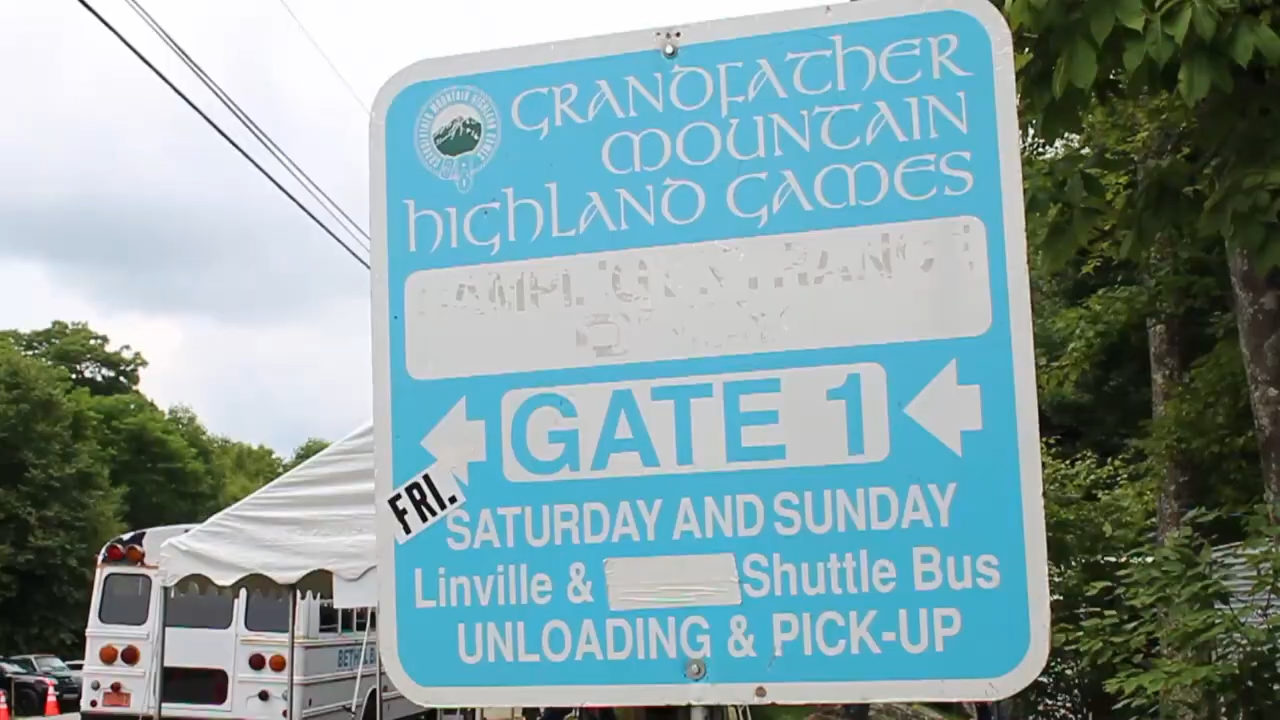 GRANDFATHER
MOUNTAIN
HIGHLAND GAMES
GATE 1
FRI.
SATURDAY AND SUNDAY
Linville & Shuttle Bus
UNLOADING & PICK-UP